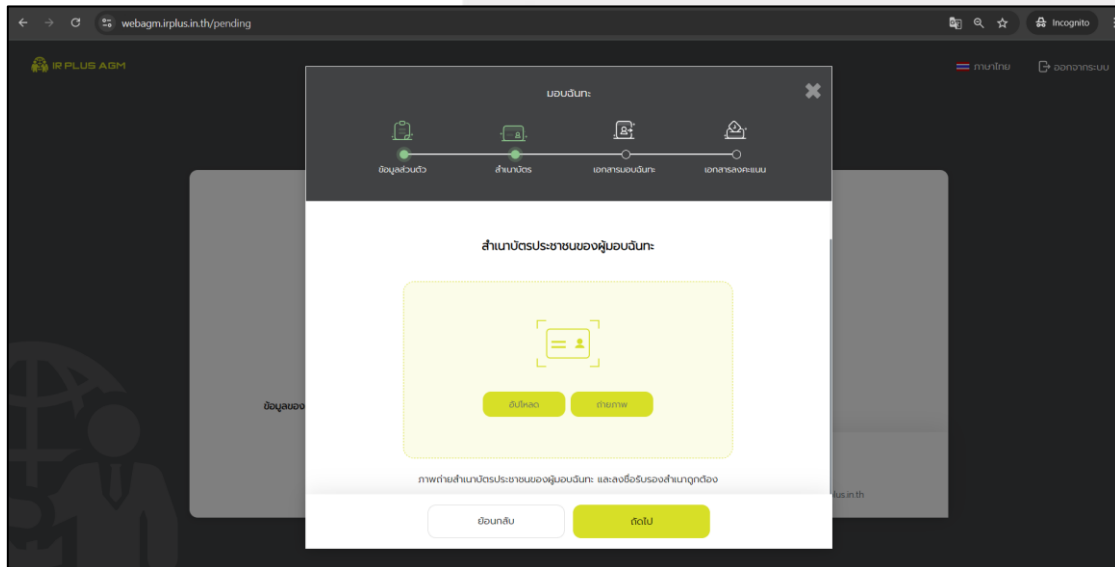 webagm.irplus.in.th/pending
Incognito
IR PLUS AGM
ภาษาไทย
ออกจากระบบ
มอบฉันทะ
ข้อมูลส่วนตัว
สำเนาบัตร
เอกสารมอบฉันทะ
เอกสารลงคะแนน
สำเนาบัตรประชาชนของผู้มอบฉันทะ
อัปโหลด
ถ่ายภาพ
ข้อมูลของ
ภาพถ่ายสำเนาบัตรประชาชนของผู้มอบฉันทะ และลงชื่อรับรองสำเนาถูกต้อง
lus.in.th
ย้อนกลับ
ถัดไป